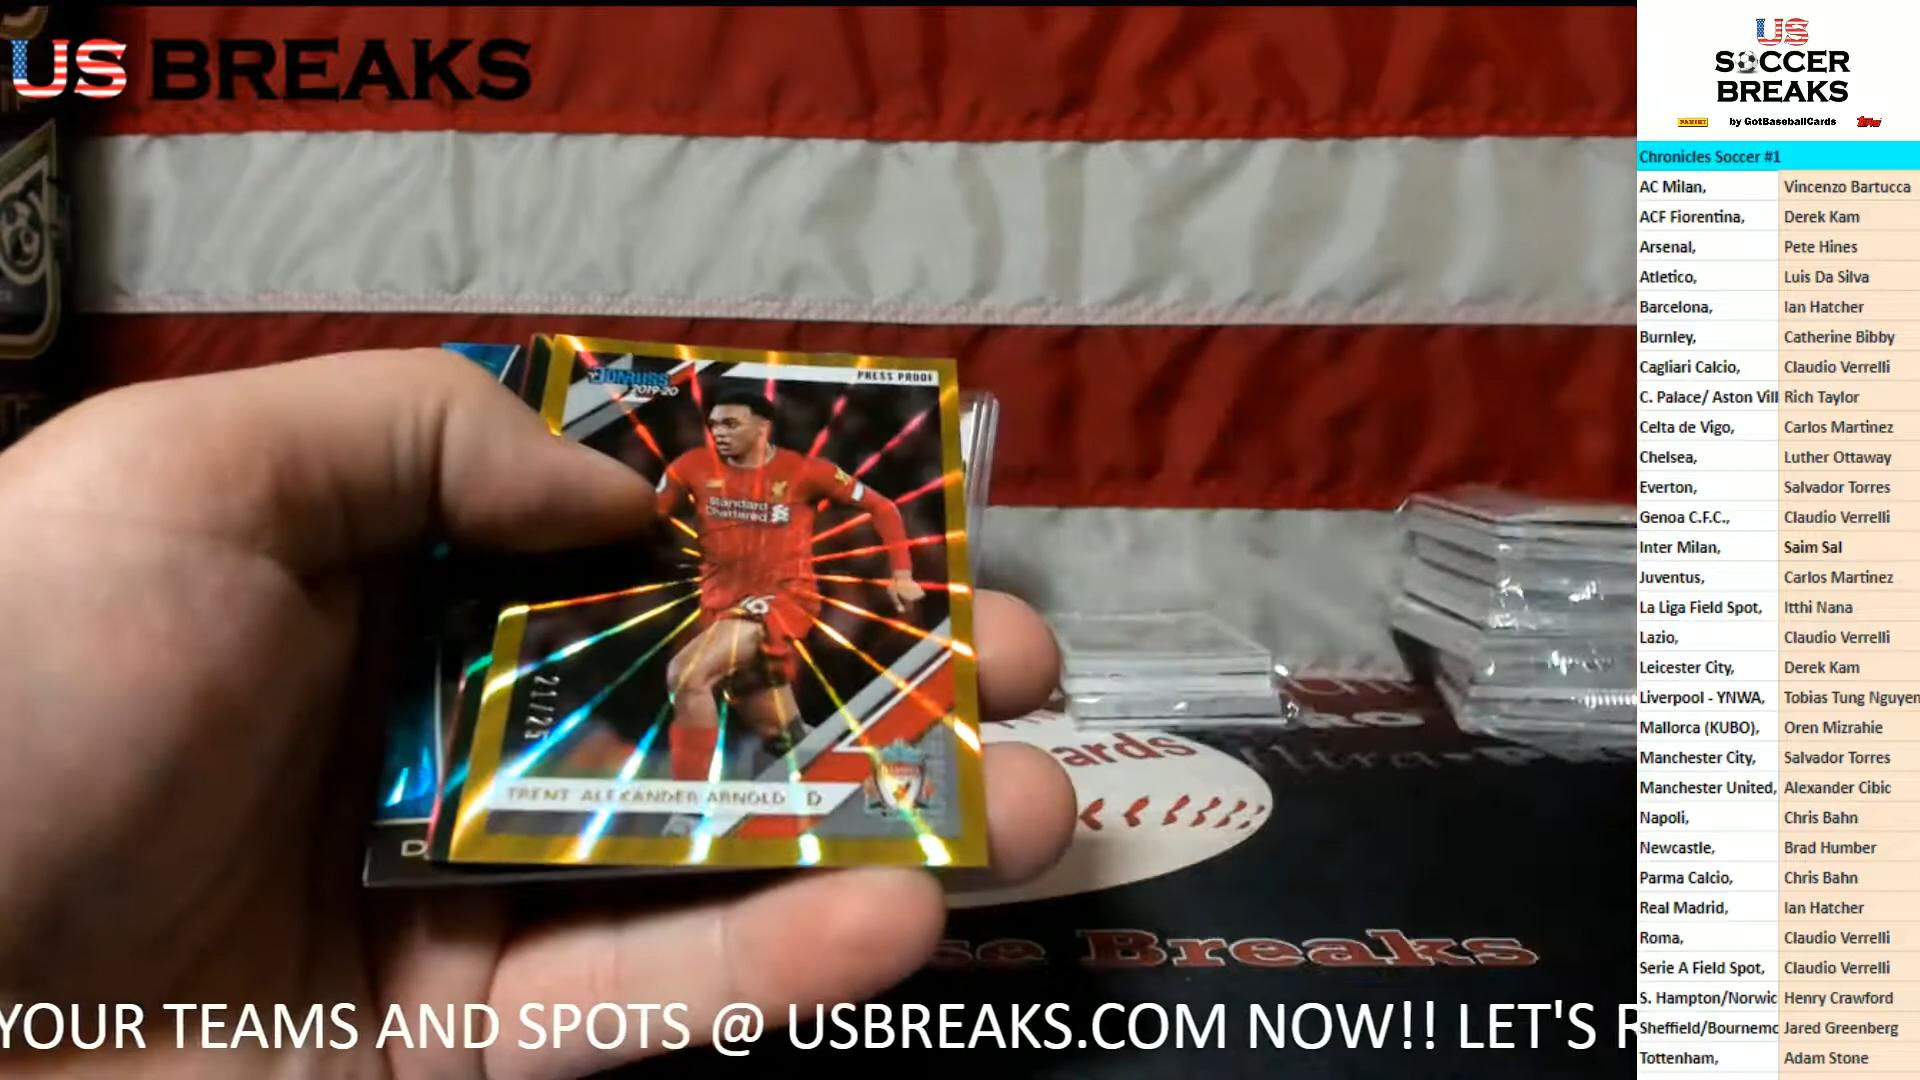 US BREAKS
US
SOCCER
BREAKS
PANINI by GotBaseballCards Topps
Chronicles Soccer #1
AC Milan, Vincenzo Bartucca
ACF Fiorentina, Derek Kam
Arsenal, Pete Hines
Atletico, Luis Da Silva
Barcelona, Ian Hatcher
Burnley, Catherine Bibby
Cagliari Calcio, Claudio Verrelli
C. Palace/ Aston Vill Rich Taylor
Celta de Vigo, Carlos Martinez
Chelsea, Luther Ottaway
Everton, Salvador Torres
Genoa C.F.C., Claudio Verrelli
Inter Milan, Saim Sal
Juventus, Carlos Martinez
La Liga Field Spot, Itthi Nana
Lazio, Claudio Verrelli
Leicester City, Derek Kam
Liverpool - YNWA, Tobias Tung Nguyen
Mallorca (KUBO), Oren Mizrahie
Manchester City, Salvador Torres
Manchester United, Alexander Cibic
Napoli, Chris Bahn
Newcastle, Brad Humber
Parma Calcio, Chris Bahn
Real Madrid, Ian Hatcher
Roma, Claudio Verrelli
Serie A Field Spot, Claudio Verrelli
S. Hampton/Norwic Henry Crawford
Sheffield/Bournemo Jared Greenberg
Tottenham, Adam Stone
DONRUSS
2019-20
PRESS PROOF
Standard
Chartered
21/25
TRENT ALEXANDER ARNOLD D
ards
se Breaks
YOUR TEAMS AND SPOTS @ USBREAKS.COM NOW!! LET'S R